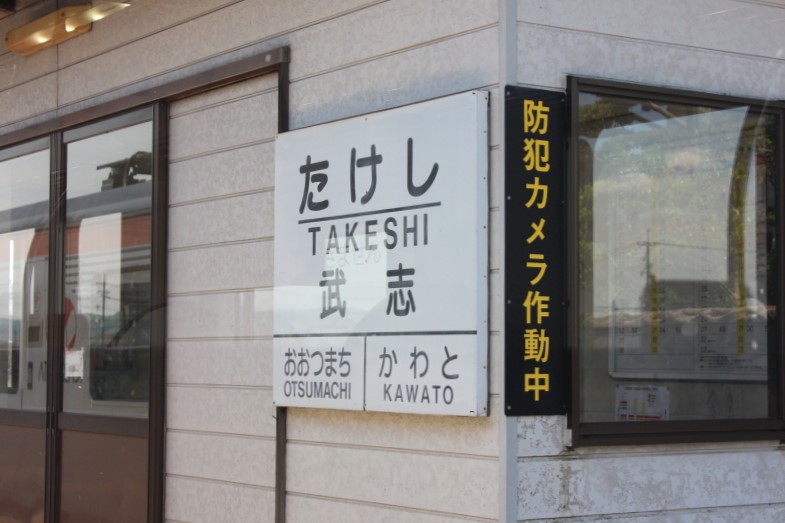 たけし
TAKESHI
武志
おおつまち
OTSUMACHI
かわと
KAWATO
防犯カメラ作動中